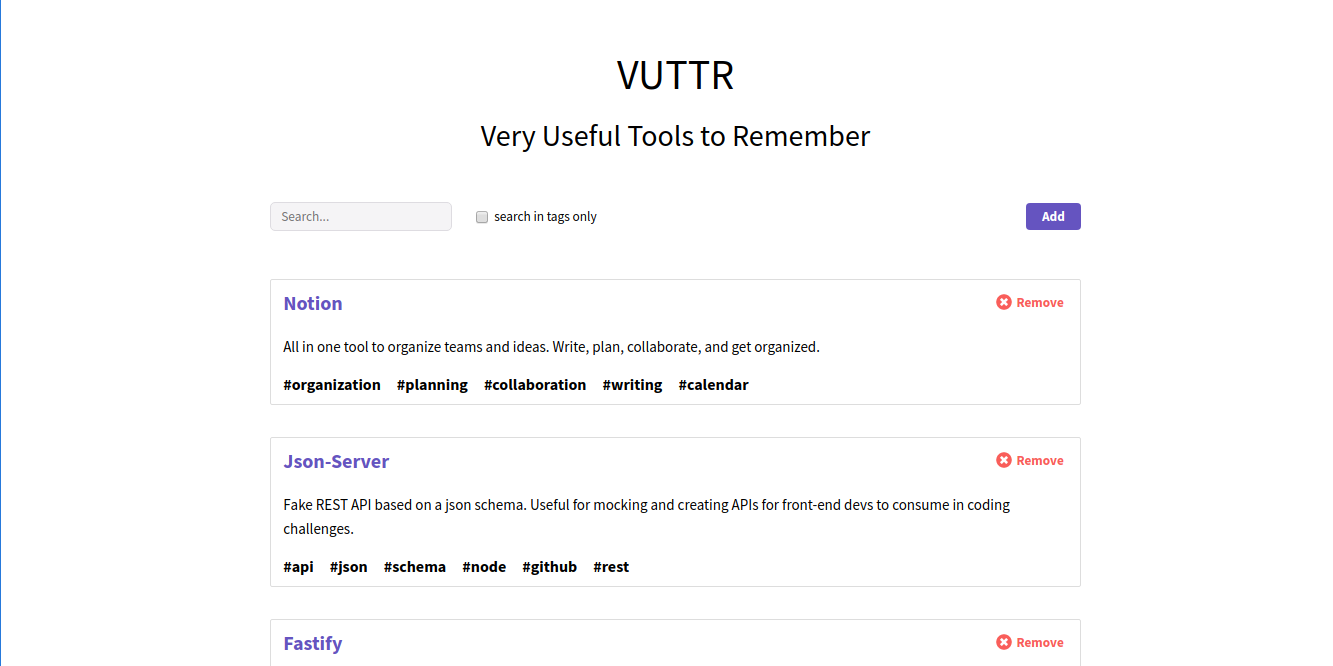 VUTTR
Very Useful Tools to Remember
Search...
search in tags only
Add
Notion
Remove
All in one tool to organize teams and ideas. Write, plan, collaborate, and get organized.
#organization #planning #collaboration #writing #calendar
Json-Server
Remove
Fake REST API based on a json schema. Useful for mocking and creating APIs for front-end devs to consume in coding
challenges.
#api #json #schema #node #github #rest
Fastify
Remove